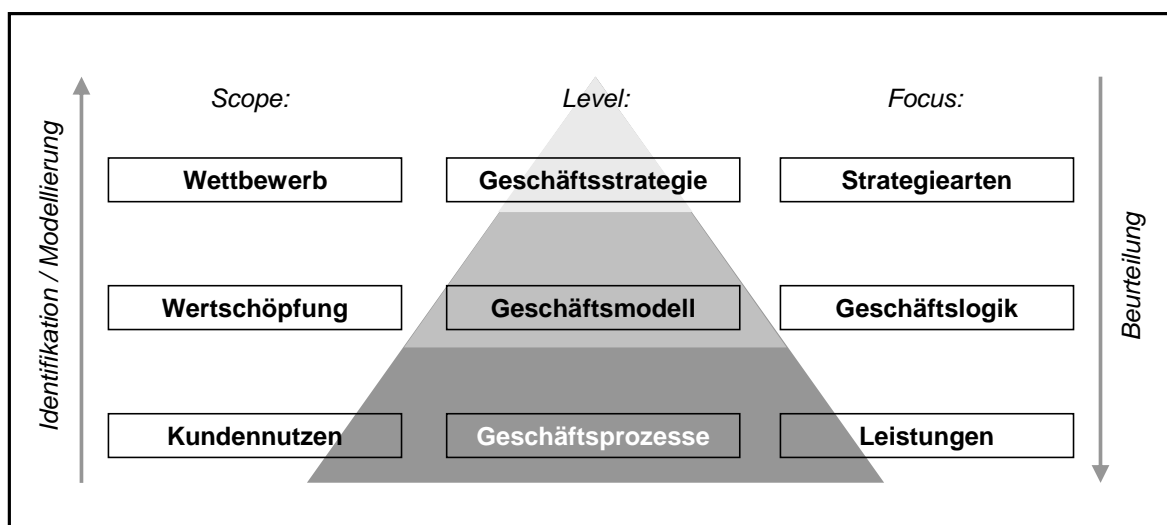 Scope:
Level:
Focus:
Wettbewerb
Geschäftsstrategie
Strategiearten
Wertschöpfung
Geschäftsmodell
Geschäftslogik
Kundennutzen
Geschäftsprozesse
Leistungen
Identifikation / Modellierung
Beurteilung